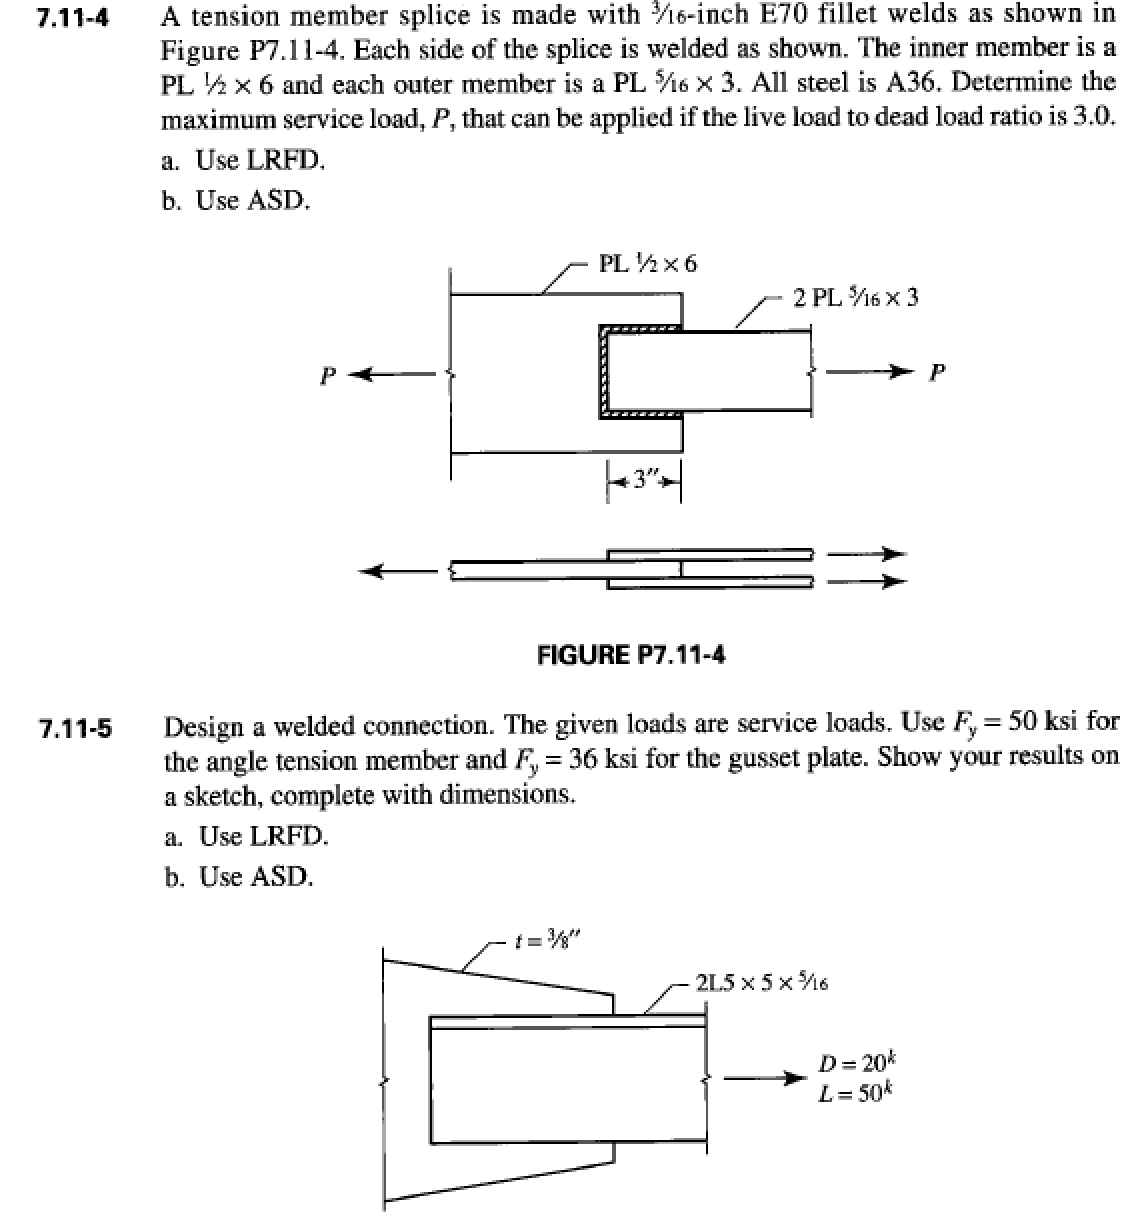 7.11-4 A tension member splice is made with 3/16-inch E70 fillet welds as shown in
Figure P7.11-4. Each side of the splice is welded as shown. The inner member is a
PL ½ × 6 and each outer member is a PL 5/16 × 3. All steel is A36. Determine the
maximum service load, P, that can be applied if the live load to dead load ratio is 3.0.
a. Use LRFD.
b. Use ASD.
PL ½ × 6
2 PL 5/16 × 3
P
P
3″
FIGURE P7.11-4
7.11-5 Design a welded connection. The given loads are service loads. Use Fy = 50 ksi for
the angle tension member and Fy = 36 ksi for the gusset plate. Show your results on
a sketch, complete with dimensions.
a. Use LRFD.
b. Use ASD.
t = 3/8″
2L5 × 5 × 5/16
D = 20k
L = 50k